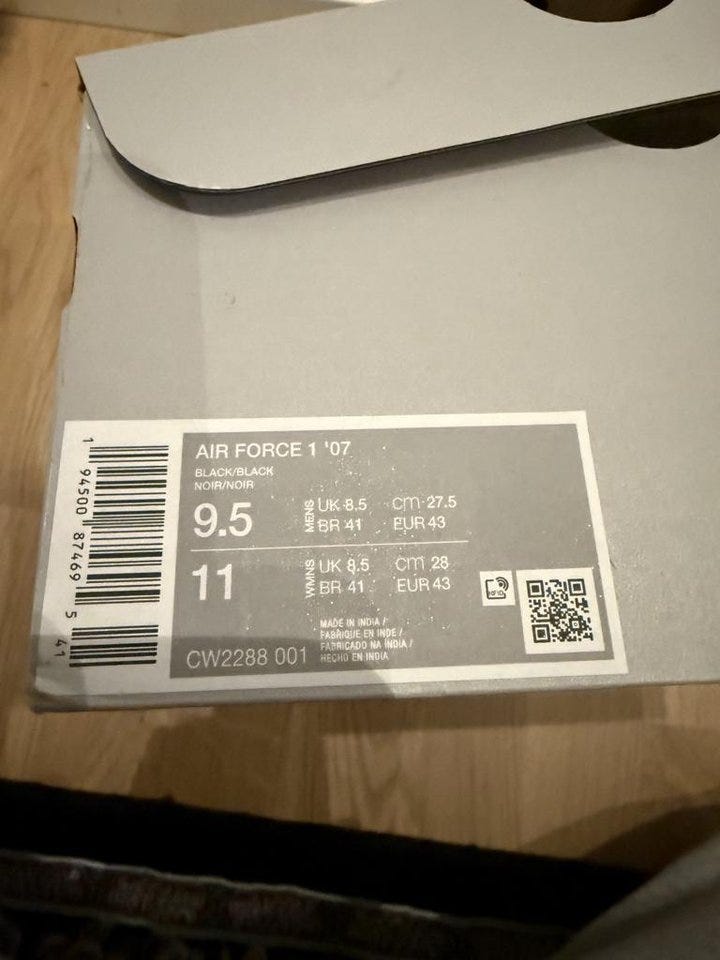 AIR FORCE 1 '07
BLACK/BLACK
NOIR/NOIR
9.5 MENS UK 8.5 cm 27.5
BR 41 EUR 43
11 WMNS UK 8.5 cm 28
BR 41 EUR 43
CW2288 001
MADE IN INDIA /
FABRIQUE EN INDE /
FABRICADO NA ÍNDIA /
HECHO EN INDIA
1 94500 87469 5 41